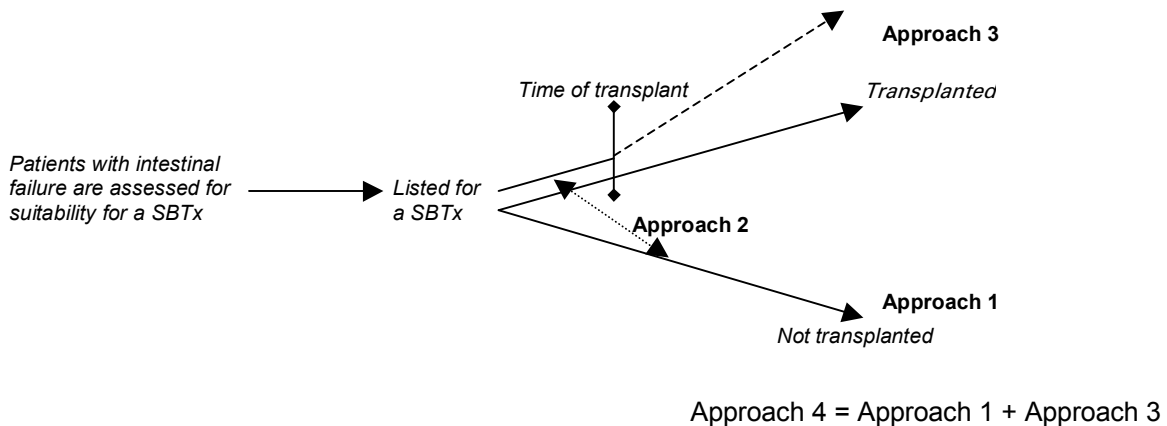 Approach 3
Time of transplant
Transplanted
Patients with intestinal
failure are assessed for
suitability for a SBTx
Listed for
a SBTx
Approach 2
Approach 1
Not transplanted
Approach 4 = Approach 1 + Approach 3